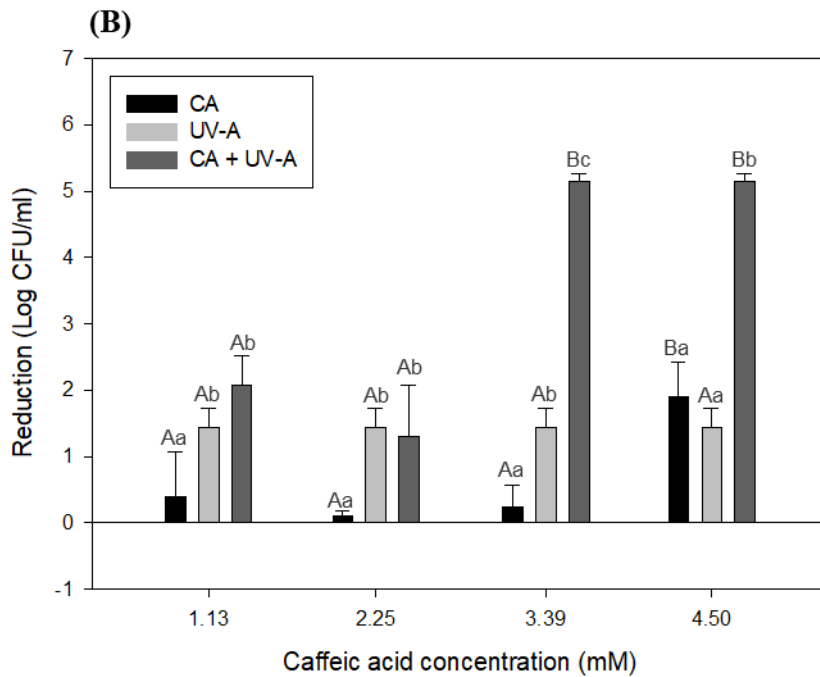 (B)
7
6
5
4
3
2
1
0
-1
Reduction (Log CFU/ml)
CA
UV-A
CA + UV-A
Aa
Ab
Ab
Aa
Ab
Ab
Aa
Ab
Bc
Ba
Aa
Bb
1.13
2.25
3.39
4.50
Caffeic acid concentration (mM)